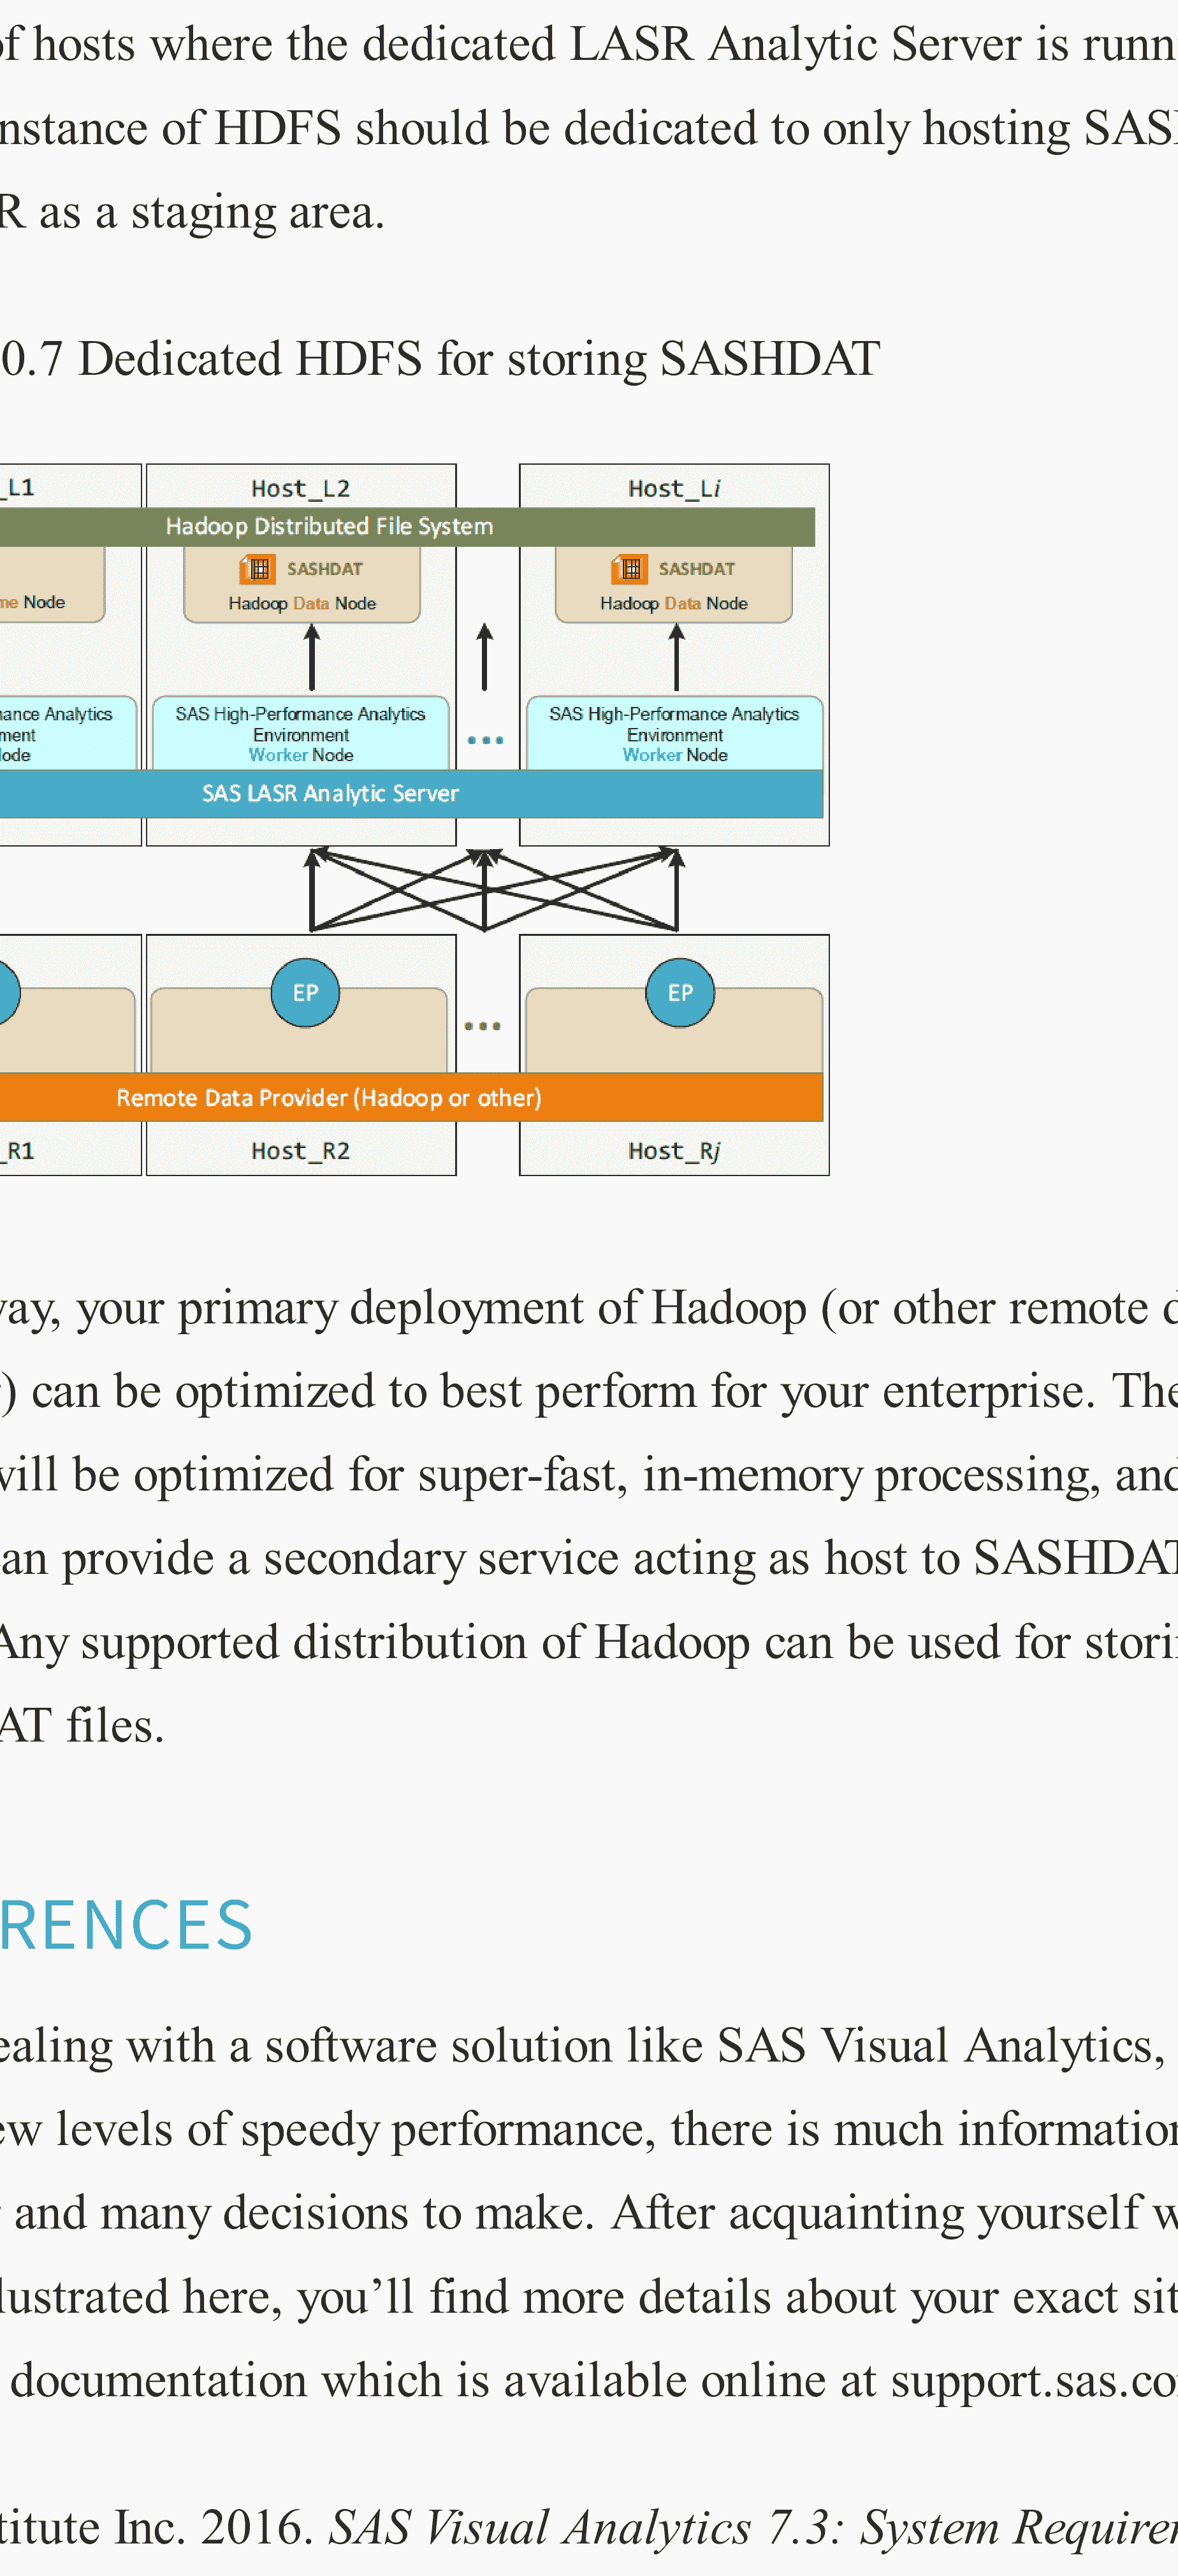 of hosts where the dedicated LASR Analytic Server is runn
nstance of HDFS should be dedicated to only hosting SAS
R as a staging area.
0.7 Dedicated HDFS for storing SASHDAT
_L1 Host_L2 Host_Li
Hadoop Distributed File System
SASHDAT SASHDAT
me Node Hadoop Data Node Hadoop Data Node
ance Analytics SAS High-Performance Analytics SAS High-Performance Analytics
ment Environment Environment
ode Worker Node Worker Node
SAS LASR Analytic Server
EP EP
Remote Data Provider (Hadoop or other)
_R1 Host_R2 Host_Rj
way, your primary deployment of Hadoop (or other remote d
) can be optimized to best perform for your enterprise. The
will be optimized for super-fast, in-memory processing, and
can provide a secondary service acting as host to SASHDAT
Any supported distribution of Hadoop can be used for stori
AT files.
RENCES
ealing with a software solution like SAS Visual Analytics,
ew levels of speedy performance, there is much information
and many decisions to make. After acquainting yourself w
lustrated here, you’ll find more details about your exact sit
documentation which is available online at support.sas.co
titute Inc. 2016. SAS Visual Analytics 7.3: System Require